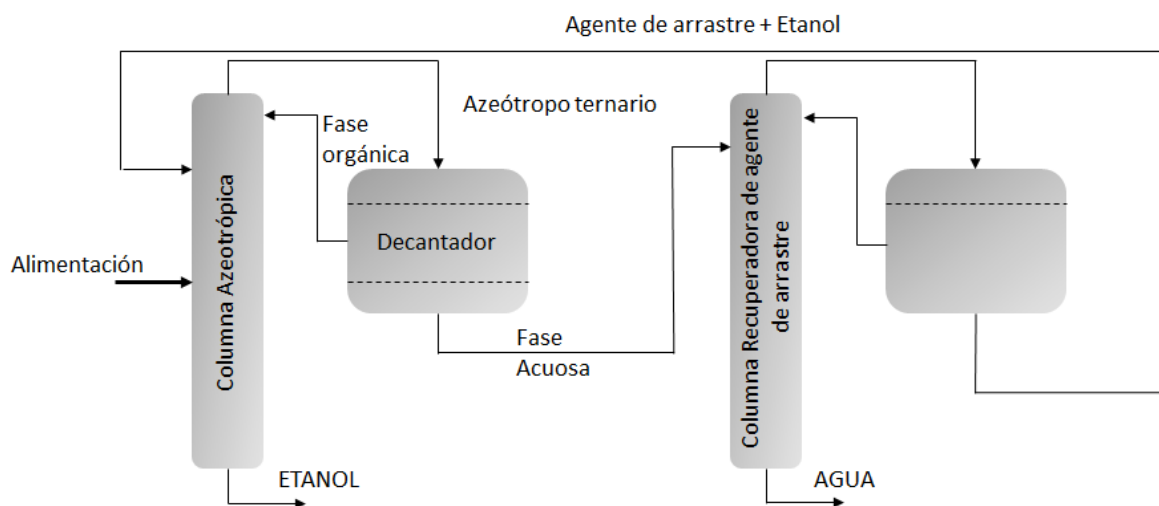 Agente de arrastre + Etanol
Azeótropo ternario
Fase
orgánica
Columna Azeotrópica
Decantador
Alimentación
Columna Recuperadora de agente
de arrastre
Fase
Acuosa
ETANOL
AGUA